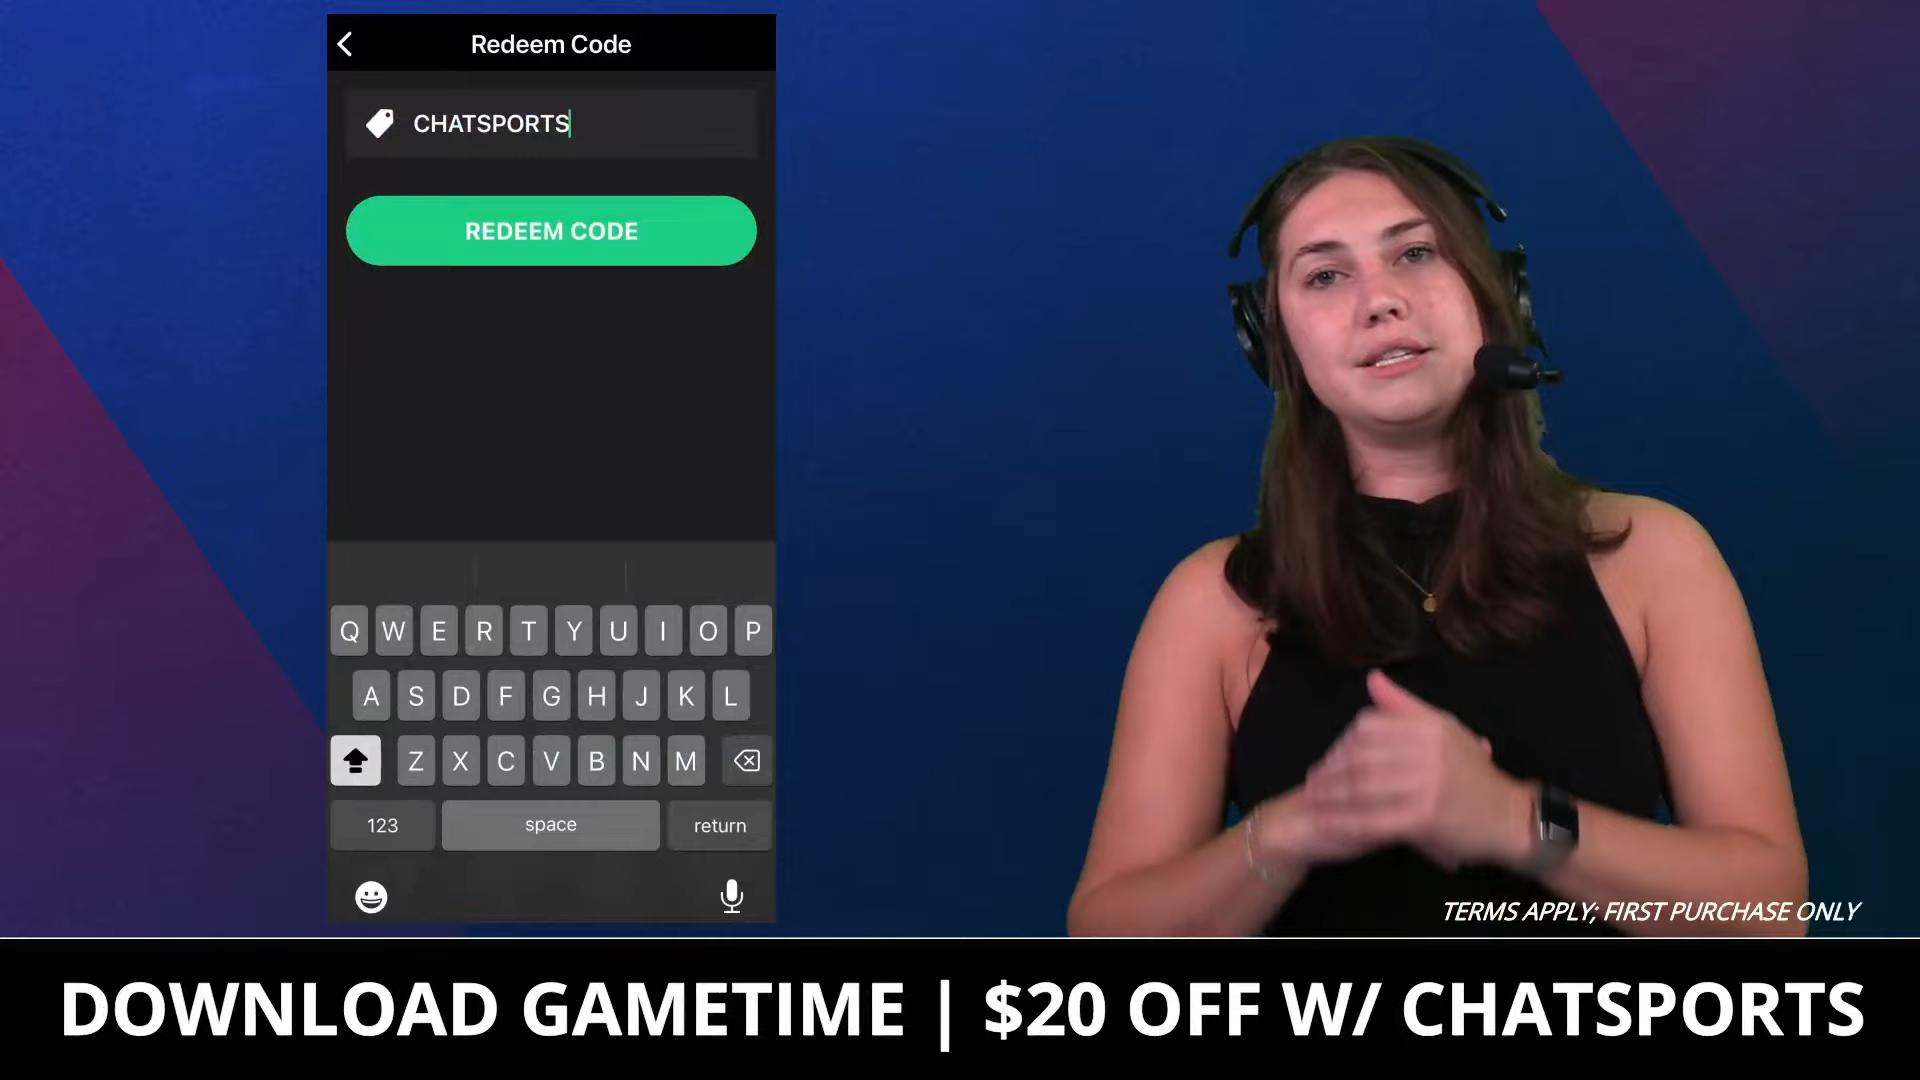 Redeem Code
CHATSPORTS
REDEEM CODE
Q W E R T Y U I O P
A S D F G H J K L
Z X C V B N M
123 space return
TERMS APPLY; FIRST PURCHASE ONLY
DOWNLOAD GAMETIME | $20 OFF W/ CHATSPORTS